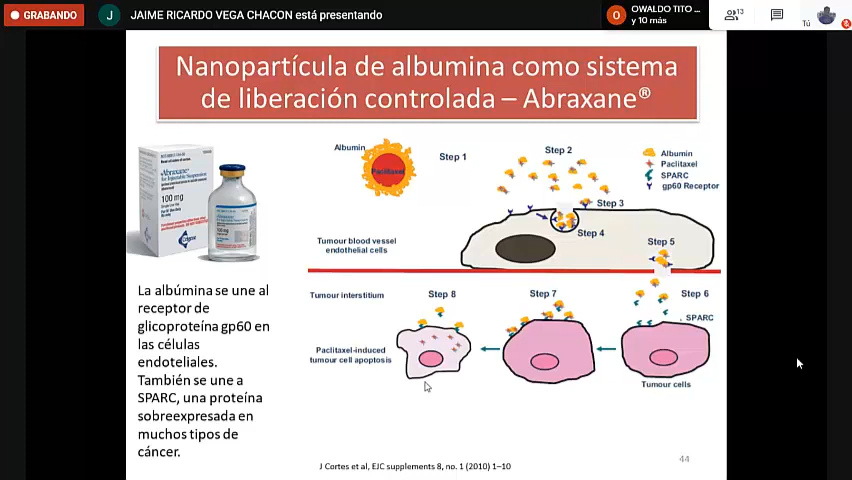 GRABANDO
J
JAIME RICARDO VEGA CHACON está presentando
O
OWALDO TITO ...
y 10 más
13
Tú
Nanopartícula de albumina como sistema
de liberación controlada – Abraxane®
Abraxane
100 mg
Abraxane
100 mg
La albúmina se une al
receptor de
glicoproteína gp60 en
las células
endoteliales.
También se une a
SPARC, una proteína
sobreexpresada en
muchos tipos de
cáncer.
Albumin
Paclitaxel
Step 1
Step 2
Albumin
Paclitaxel
SPARC
gp60 Receptor
Step 3
Step 4
Tumour blood vessel
endothelial cells
Step 5
Tumour interstitium
Step 8
Step 7
Step 6
SPARC
Paclitaxel-induced
tumour cell apoptosis
Tumour cells
J Cortes et al, EJC supplements 8, no. 1 (2010) 1–10
44